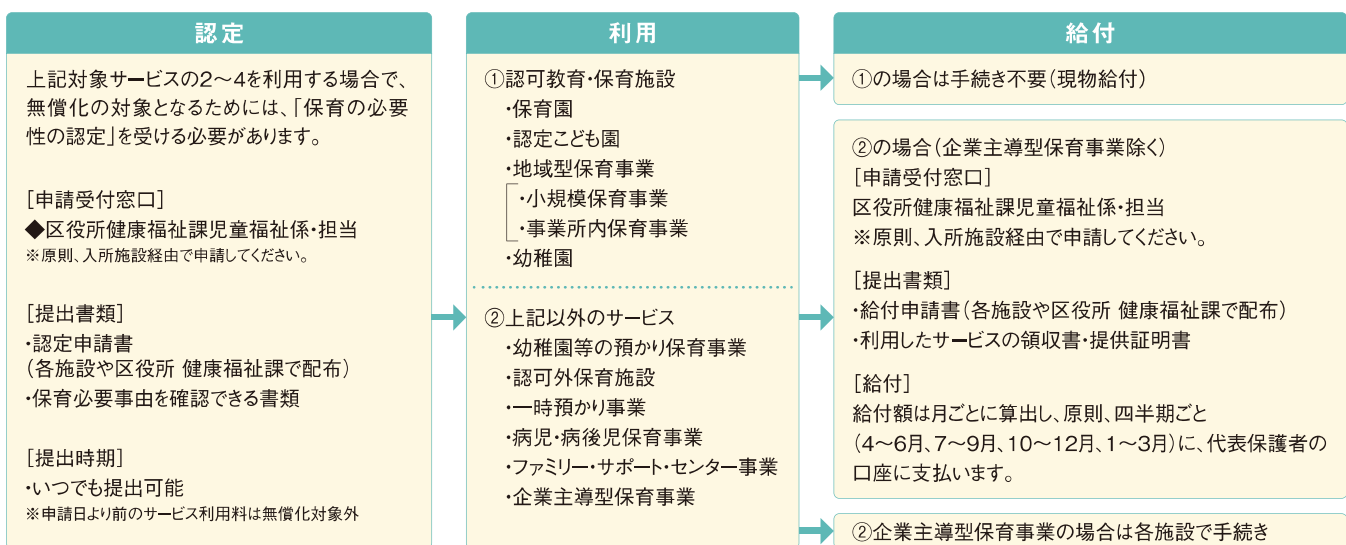 認定
上記対象サービスの2～4を利用する場合で、
無償化の対象となるためには、「保育の必要
性の認定」を受ける必要があります。
[申請受付窓口]
◆区役所健康福祉課児童福祉係・担当
※原則、入所施設経由で申請してください。
[提出書類]
・認定申請書
(各施設や区役所 健康福祉課で配布)
・保育必要事由を確認できる書類
[提出時期]
・いつでも提出可能
※申請日より前のサービス利用料は無償化対象外
利用
①認可教育・保育施設
・保育園
・認定こども園
・地域型保育事業
・小規模保育事業
・事業所内保育事業
・幼稚園
②上記以外のサービス
・幼稚園等の預かり保育事業
・認可外保育施設
・一時預かり事業
・病児・病後児保育事業
・ファミリー・サポート・センター事業
・企業主導型保育事業
給付
①の場合は手続き不要(現物給付)
②の場合(企業主導型保育事業除く)
[申請受付窓口]
区役所健康福祉課児童福祉係・担当
※原則、入所施設経由で申請してください。
[提出書類]
・給付申請書(各施設や区役所 健康福祉課で配布)
・利用したサービスの領収書・提供証明書
[給付]
給付額は月ごとに算出し、原則、四半期ごと
(4～6月、7～9月、10～12月、1～3月)に、代表保護者の
口座に支払います。
②企業主導型保育事業の場合は各施設で手続き